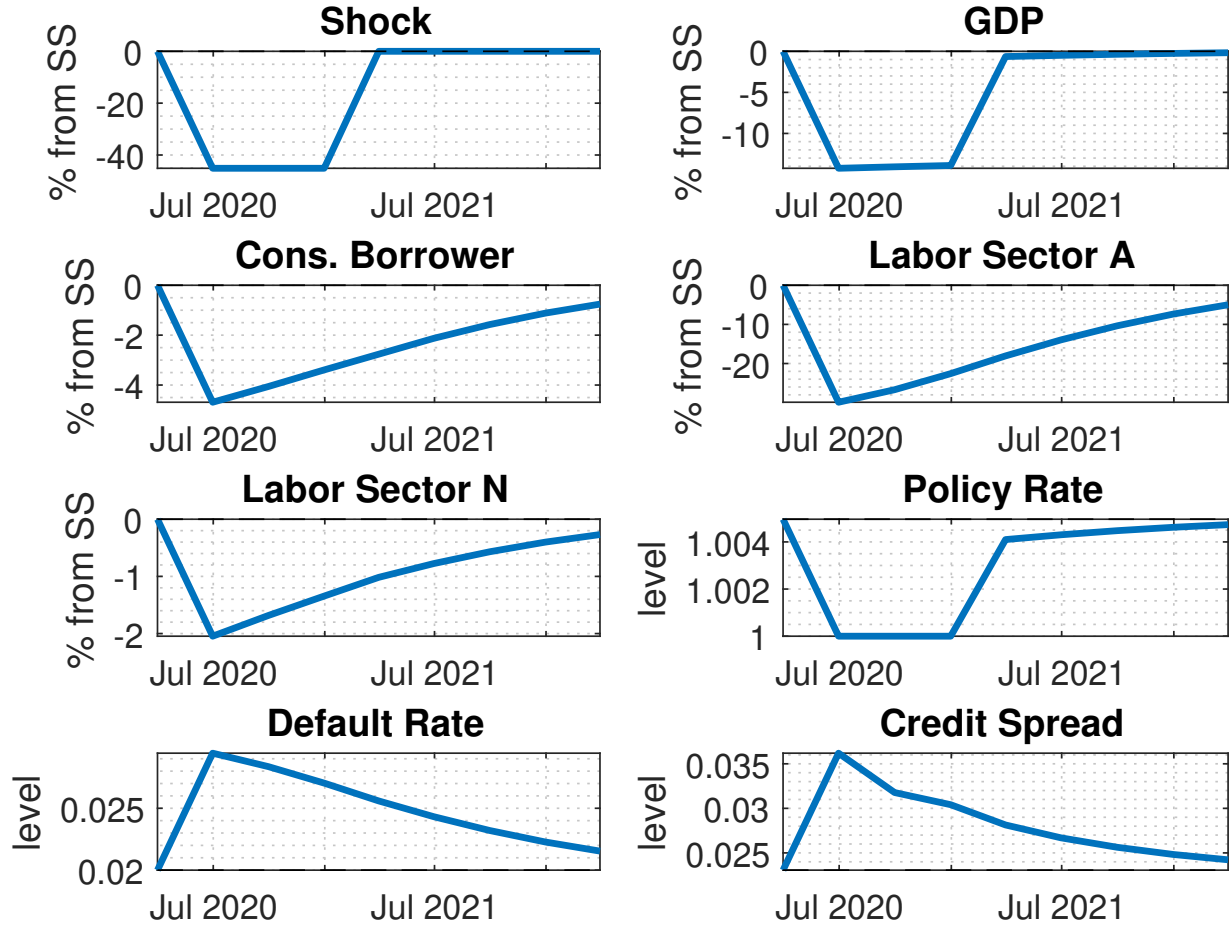 Shock
% from SS
0
-20
-40
Jul 2020 Jul 2021
GDP
% from SS
0
-5
-10
Jul 2020 Jul 2021
Cons. Borrower
% from SS
0
-2
-4
Jul 2020 Jul 2021
Labor Sector A
% from SS
0
-10
-20
Jul 2020 Jul 2021
Labor Sector N
% from SS
0
-1
-2
Jul 2020 Jul 2021
Policy Rate
level
1.004
1.002
1
Jul 2020 Jul 2021
Default Rate
level
0.025
0.02
Jul 2020 Jul 2021
Credit Spread
level
0.035
0.03
0.025
Jul 2020 Jul 2021